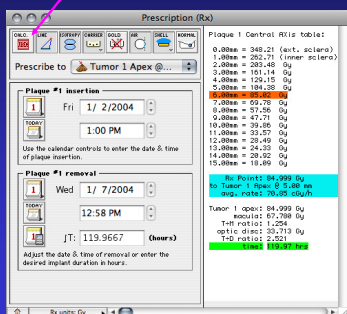 Prescription (Rx)
CALC.
LINE
ISOTROPY
CARRIER
GOLD
AIR
SHELL
NORMAL
Prescribe to Tumor 1 Apex @...
Plaque #1 insertion
1
Fri 1/ 2/2004
TODAY
1:00 PM
Use the calendar controls to enter the date & time
of plaque insertion.
Plaque #1 removal
1
Wed 1/ 7/2004
TODAY
12:58 PM
1
∫T: 119.9667 (hours)
Adjust the date & time of removal or enter the
desired implant duration in hours.
Rx units: Gy
Plaque 1 Central AXis table:
0.00mm = 348.21 (ext. sclera)
1.00mm = 262.71 (inner sclera)
2.00mm = 203.48 Gy
3.00mm = 161.14 Gy
4.00mm = 129.15 Gy
5.00mm = 104.38 Gy
6.00mm = 85.02 Gy
7.00mm = 69.78 Gy
8.00mm = 57.56 Gy
9.00mm = 47.71 Gy
10.00mm = 39.86 Gy
11.00mm = 33.57 Gy
12.00mm = 28.49 Gy
13.00mm = 24.33 Gy
14.00mm = 20.92 Gy
15.00mm = 18.09 Gy
Rx Point: 84.999 Gy
to Tumor 1 Apex @ 5.00 mm
avg. rate: 70.85 cGy/h
Tumor 1 apex: 84.999 Gy
macula: 67.780 Gy
T÷M ratio: 1.254
optic disc: 33.713 Gy
T÷D ratio: 2.521
time: 119.97 hrs